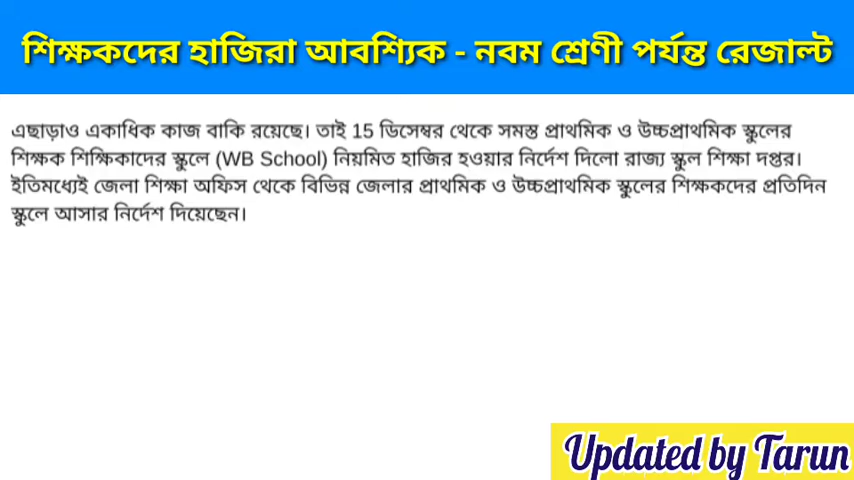 শিক্ষকদের হাজিরা আবশ্যিক - নবম শ্রেণী পর্যন্ত রেজাল্ট
এছাড়াও একাধিক কাজ বাকি রয়েছে। তাই 15 ডিসেম্বর থেকে সমস্ত প্রাথমিক ও উচ্চপ্রাথমিক স্কুলের
শিক্ষক শিক্ষিকাদের স্কুলে (WB School) নিয়মিত হাজির হওয়ার নির্দেশ দিলো রাজ্য স্কুল শিক্ষা দপ্তর।
ইতিমধ্যেই জেলা শিক্ষা অফিস থেকে বিভিন্ন জেলার প্রাথমিক ও উচ্চপ্রাথমিক স্কুলের শিক্ষকদের প্রতিদিন
স্কুলে আসার নির্দেশ দিয়েছেন।
Updated by Tarun